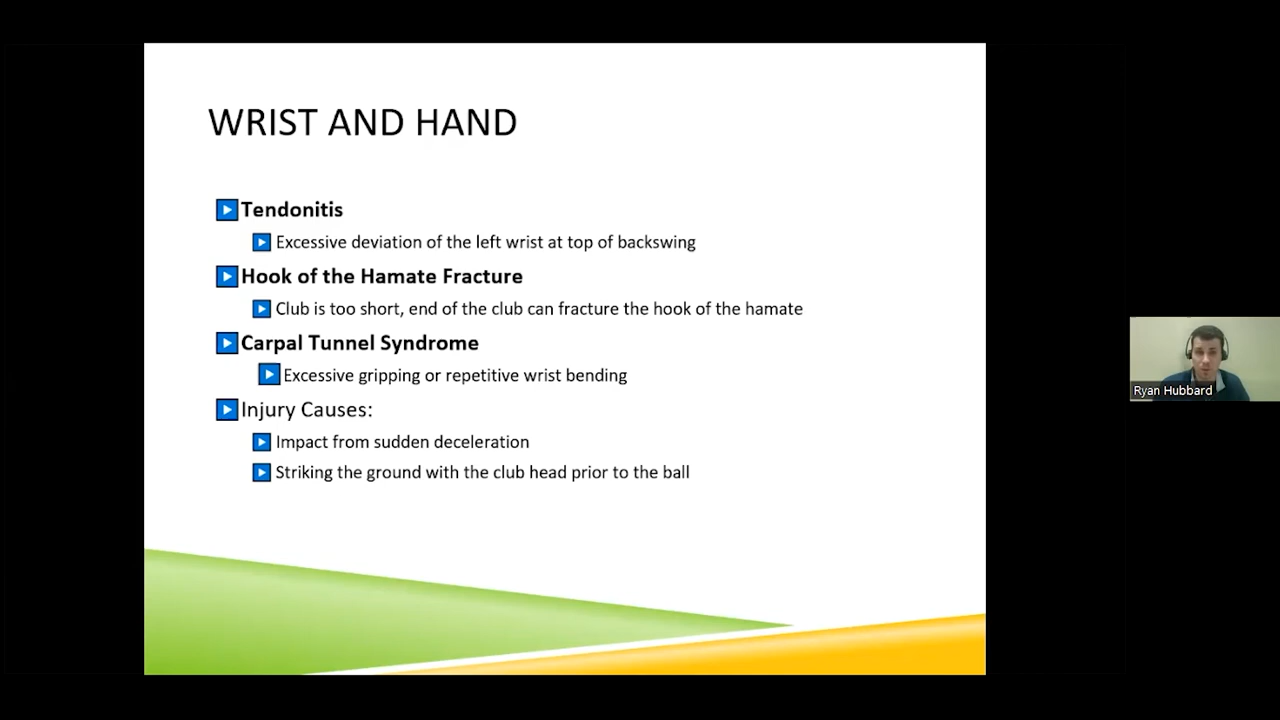 WRIST AND HAND
Tendonitis
Excessive deviation of the left wrist at top of backswing
Hook of the Hamate Fracture
Club is too short, end of the club can fracture the hook of the hamate
Carpal Tunnel Syndrome
Excessive gripping or repetitive wrist bending
Injury Causes:
Impact from sudden deceleration
Striking the ground with the club head prior to the ball
Ryan Hubbard